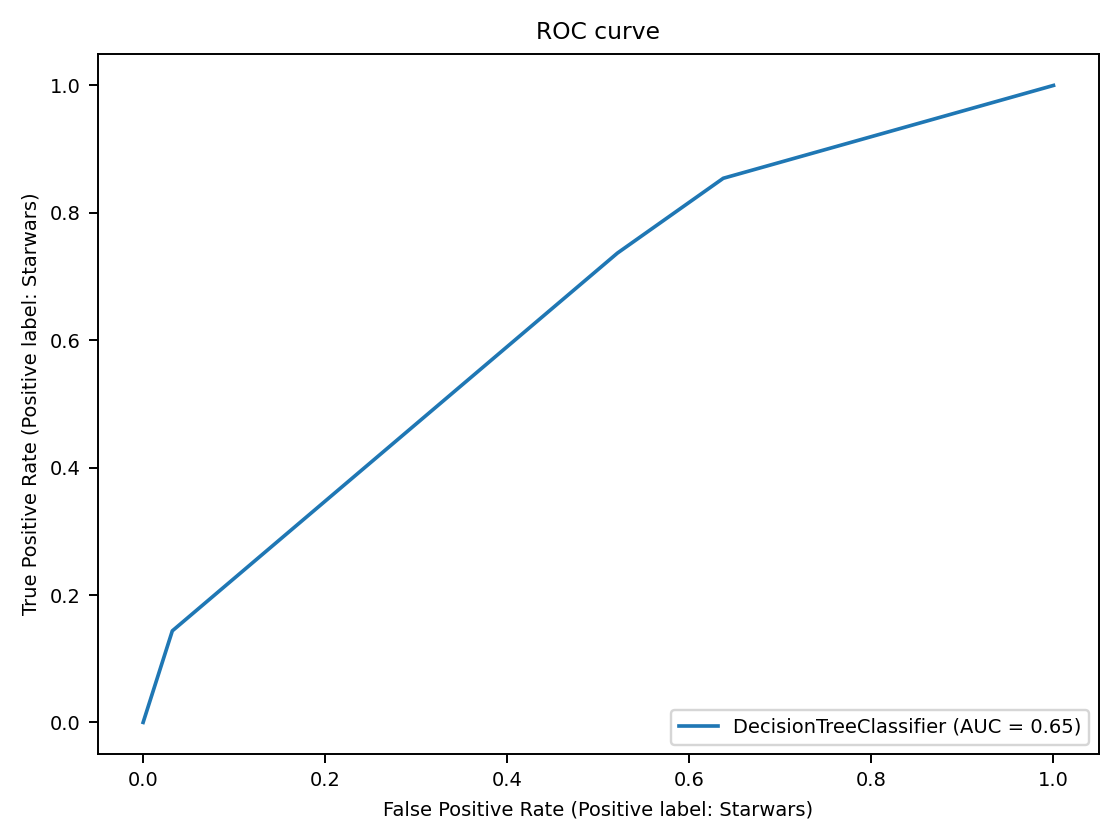 ROC curve
True Positive Rate (Positive label: Starwars)
1.0
0.8
0.6
0.4
0.2
0.0
DecisionTreeClassifier (AUC = 0.65)
0.0 0.2 0.4 0.6 0.8 1.0
False Positive Rate (Positive label: Starwars)